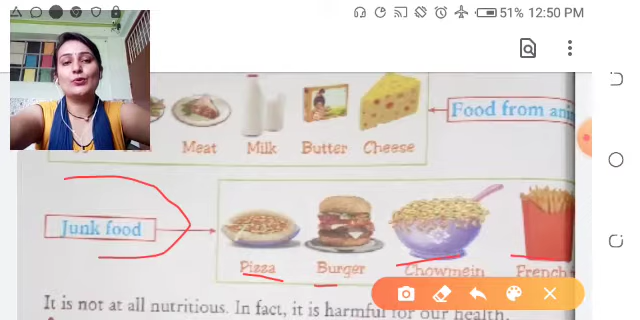 51% 12:50 PM
Food from ani
Meat Milk Butter Cheese
Junk food
Pizza Burger Chowmein French
It is not at all nutritious. In fact, it is harmful for our health.